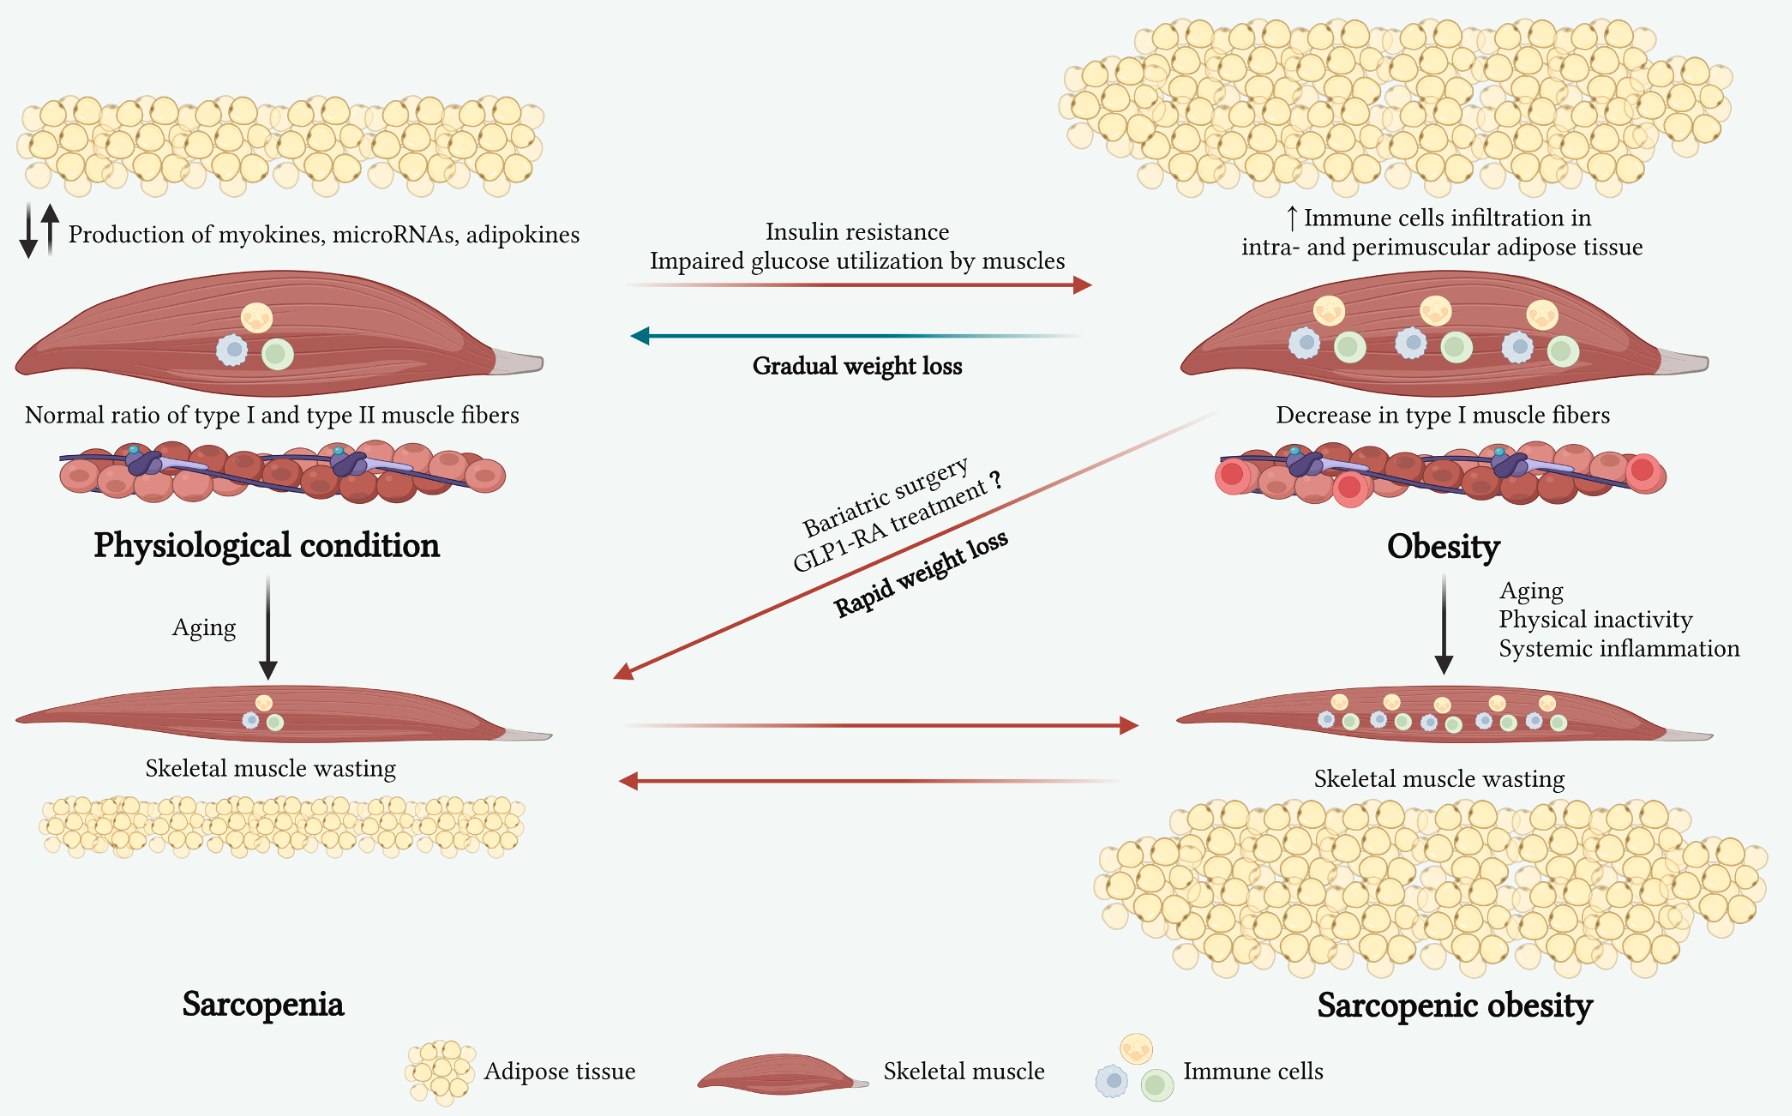 Production of myokines, microRNAs, adipokines
Normal ratio of type I and type II muscle fibers
Physiological condition
Insulin resistance
Impaired glucose utilization by muscles
Gradual weight loss
↑ Immune cells infiltration in
intra- and perimuscular adipose tissue
Decrease in type I muscle fibers
Obesity
Bariatric surgery
GLP1-RA treatment ?
Rapid weight loss
Aging
Aging
Physical inactivity
Systemic inflammation
Skeletal muscle wasting
Sarcopenia
Skeletal muscle wasting
Sarcopenic obesity
Adipose tissue
Skeletal muscle
Immune cells